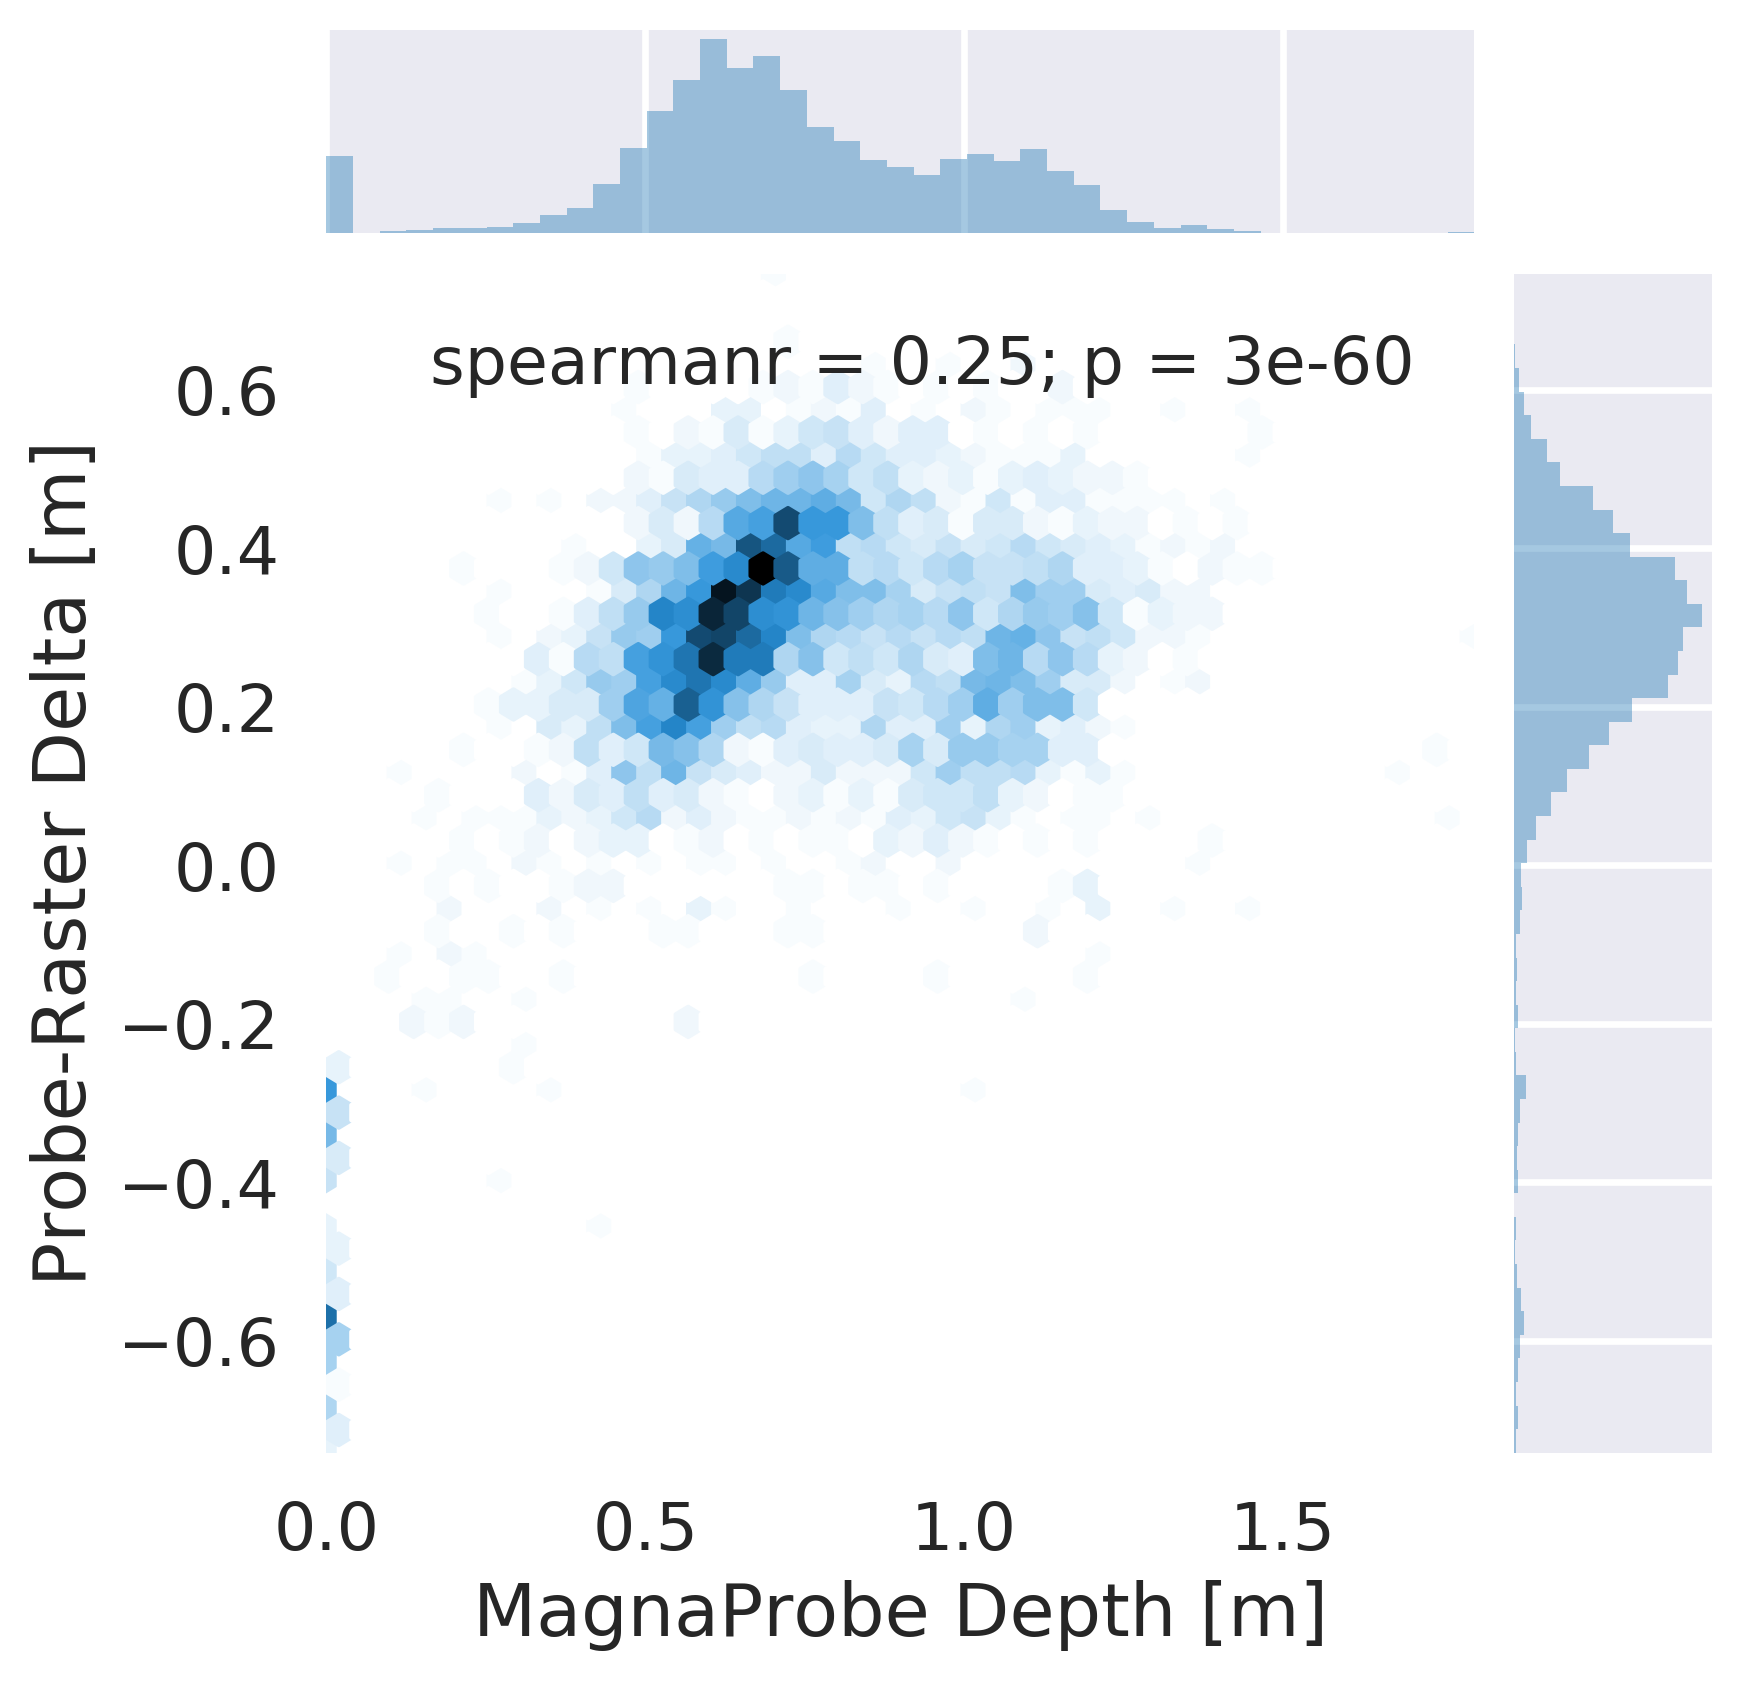 spearmanr = 0.25; p = 3e-60
Probe-Raster Delta [m]
0.6
0.4
0.2
0.0
−0.2
−0.4
−0.6
0.0 0.5 1.0 1.5
MagnaProbe Depth [m]